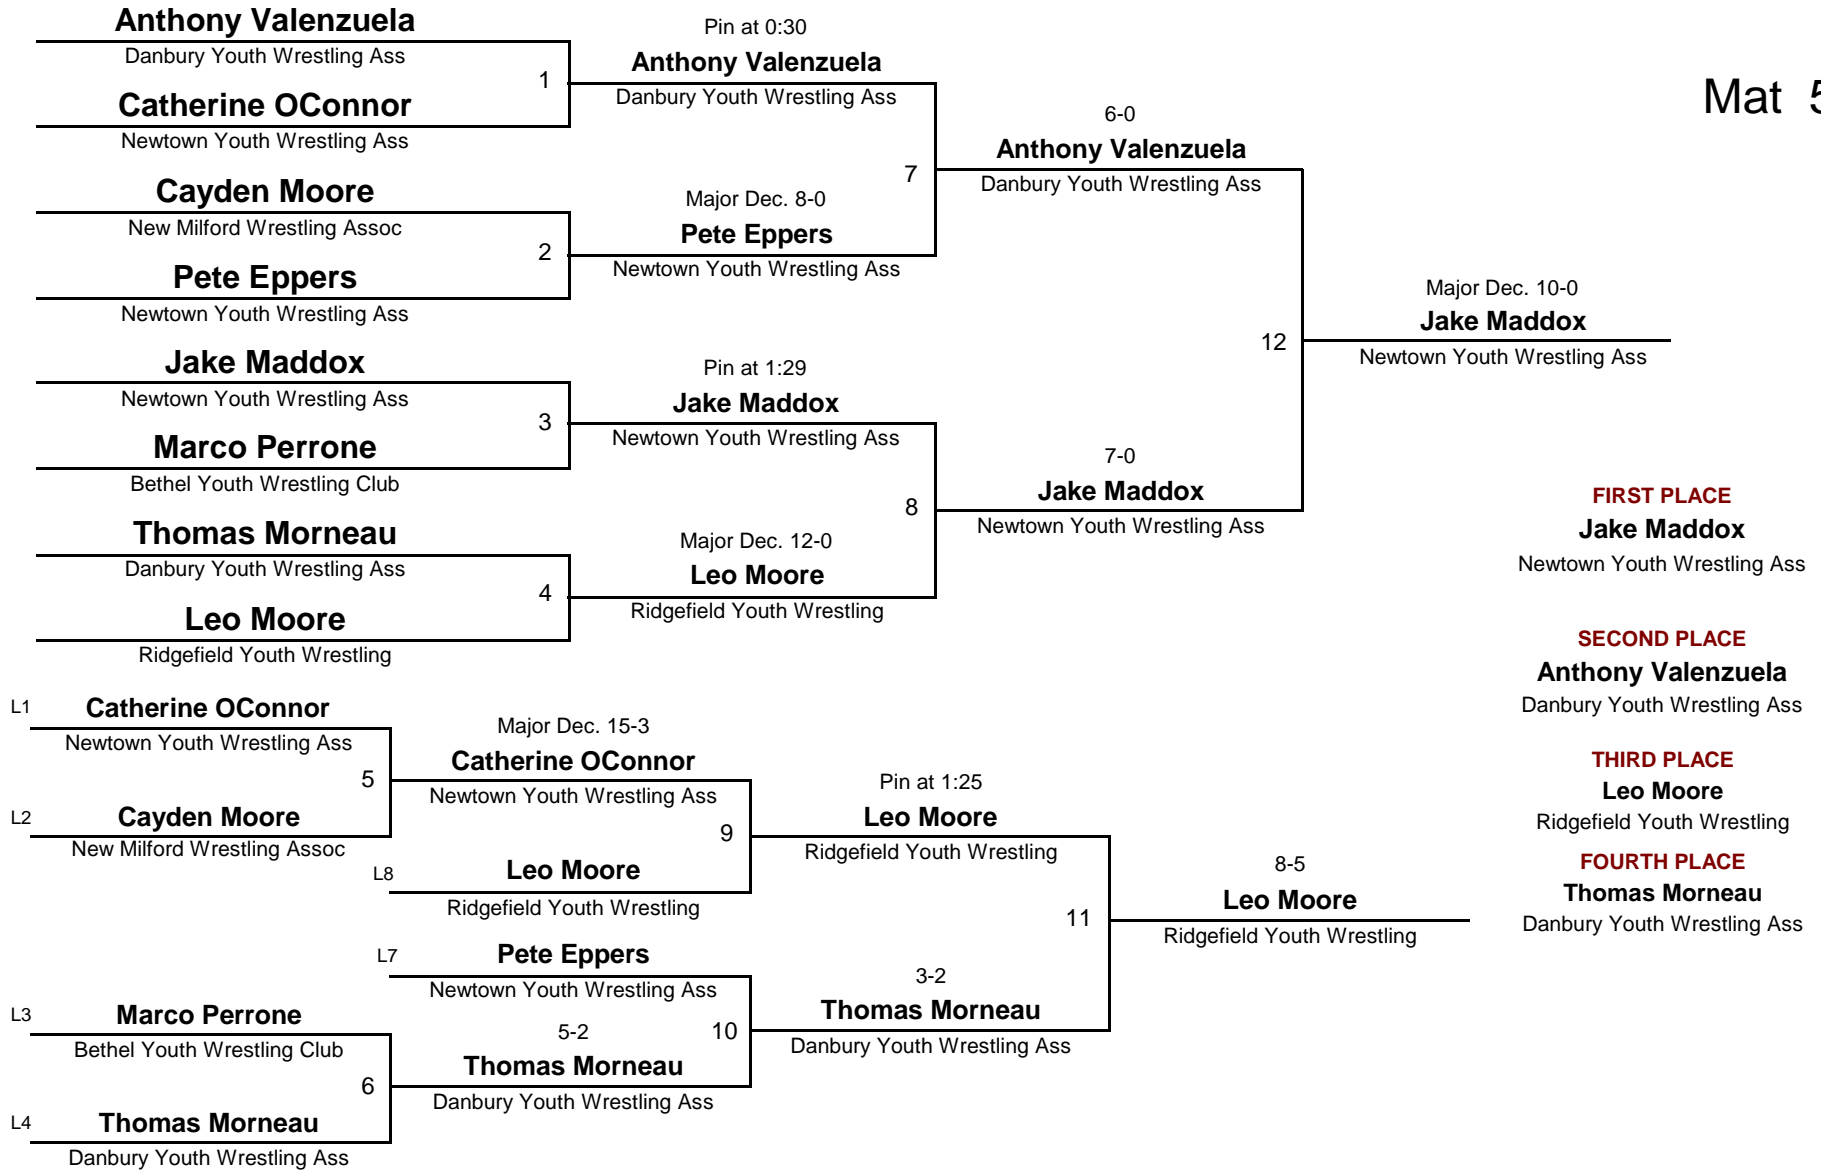 Anthony Valenzuela
Danbury Youth Wrestling Ass
1
Catherine OConnor
Newtown Youth Wrestling Ass
Cayden Moore
New Milford Wrestling Assoc
2
Pete Eppers
Newtown Youth Wrestling Ass
Jake Maddox
Newtown Youth Wrestling Ass
3
Marco Perrone
Bethel Youth Wrestling Club
Thomas Morneau
Danbury Youth Wrestling Ass
4
Leo Moore
Ridgefield Youth Wrestling
Pin at 0:30
Anthony Valenzuela
Danbury Youth Wrestling Ass
7
Major Dec. 8-0
Pete Eppers
Newtown Youth Wrestling Ass
Pin at 1:29
Jake Maddox
Newtown Youth Wrestling Ass
8
Major Dec. 12-0
Leo Moore
Ridgefield Youth Wrestling
6-0
Anthony Valenzuela
Danbury Youth Wrestling Ass
12
7-0
Jake Maddox
Newtown Youth Wrestling Ass
Major Dec. 10-0
Jake Maddox
Newtown Youth Wrestling Ass
Mat 5
FIRST PLACE
Jake Maddox
Newtown Youth Wrestling Ass
SECOND PLACE
Anthony Valenzuela
Danbury Youth Wrestling Ass
THIRD PLACE
Leo Moore
Ridgefield Youth Wrestling
FOURTH PLACE
Thomas Morneau
Danbury Youth Wrestling Ass
L1 Catherine OConnor
Newtown Youth Wrestling Ass
5
L2 Cayden Moore
New Milford Wrestling Assoc
L3 Marco Perrone
Bethel Youth Wrestling Club
6
L4 Thomas Morneau
Danbury Youth Wrestling Ass
Major Dec. 15-3
Catherine OConnor
Newtown Youth Wrestling Ass
9
L8 Leo Moore
Ridgefield Youth Wrestling
L7 Pete Eppers
Newtown Youth Wrestling Ass
5-2 10
Thomas Morneau
Danbury Youth Wrestling Ass
Pin at 1:25
Leo Moore
Ridgefield Youth Wrestling
11
3-2
Thomas Morneau
Danbury Youth Wrestling Ass
8-5
Leo Moore
Ridgefield Youth Wrestling